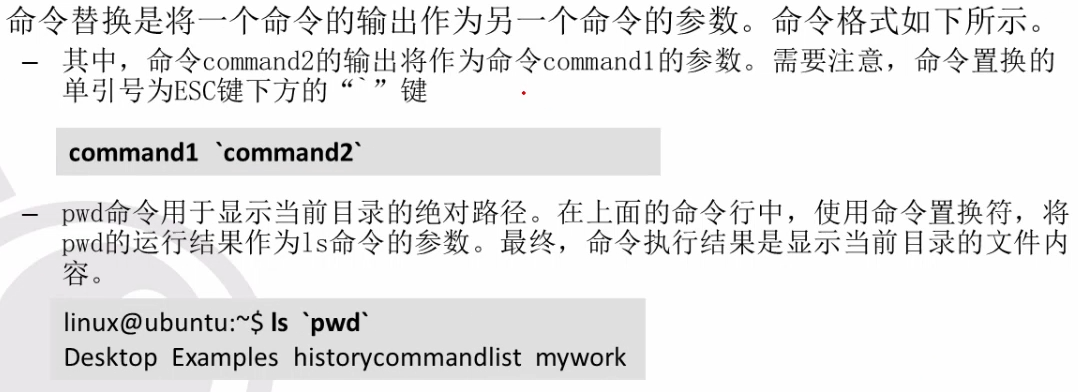 命令替换是将一个命令的输出作为另一个命令的参数。命令格式如下所示。
– 其中，命令command2的输出将作为命令command1的参数。需要注意，命令置换的
单引号为ESC键下方的“`”键
command1 `command2`
– pwd命令用于显示当前目录的绝对路径。在上面的命令行中，使用命令置换符，将
pwd的运行结果作为ls命令的参数。最终，命令执行结果是显示当前目录的文件内
容。
linux@ubuntu:~$ ls `pwd`
Desktop Examples historycommandlist mywork